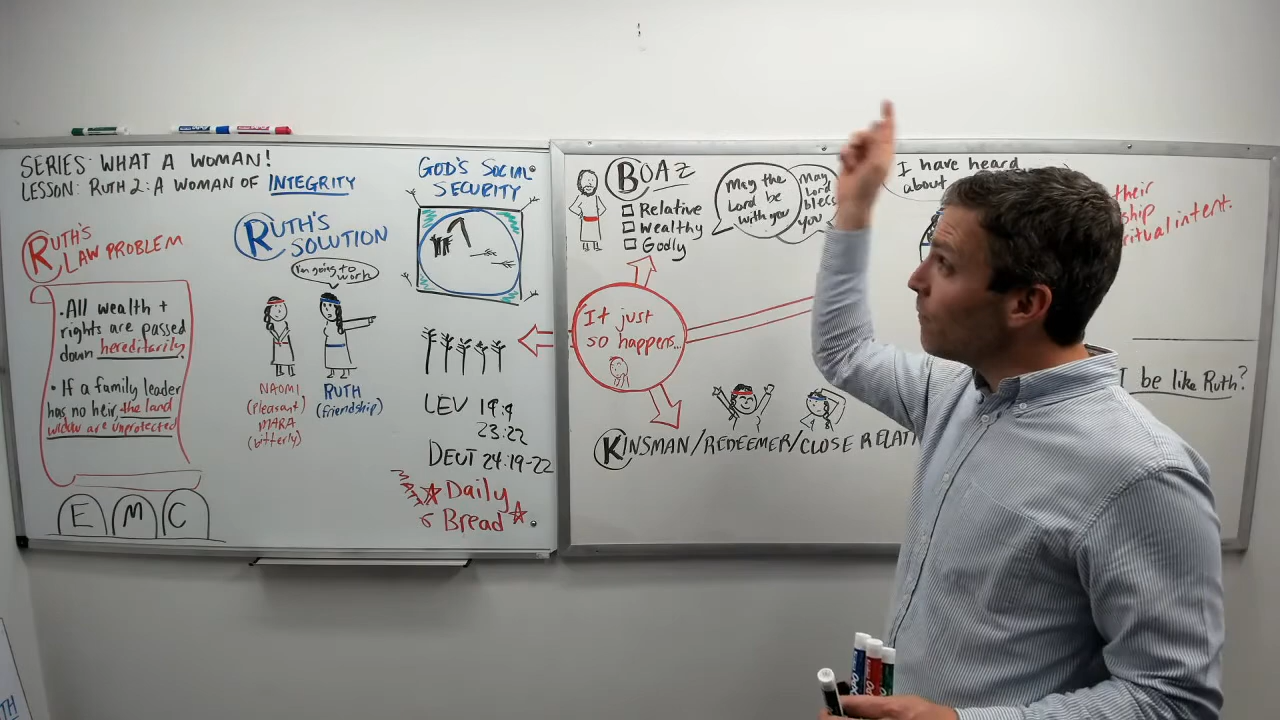 SERIES: WHAT A WOMAN!
LESSON: RUTH 2: A WOMAN OF INTEGRITY
RUTH'S
LAW PROBLEM
• All wealth +
rights are passed
down hereditarily
• If a family leader
has no heir, the land
widow are unprotected
E M C
RUTH'S
SOLUTION
I'm going to
work
NAOMI
(pleasant)
MARA
(bitterly)
RUTH
(friendship)
GOD'S SOCIAL
SECURITY
LEV 19:9
23:22
DEUT 24:19-22
Daily
Bread
BOAZ
Relative
Wealthy
Godly
May the
Lord be
with you
May
Lord
bless
you
It just
so happens...
KINSMAN/REDEEMER/CLOSE RELATI
I have heard
about
their
ship
ritual intent.
I be like Ruth?
TH